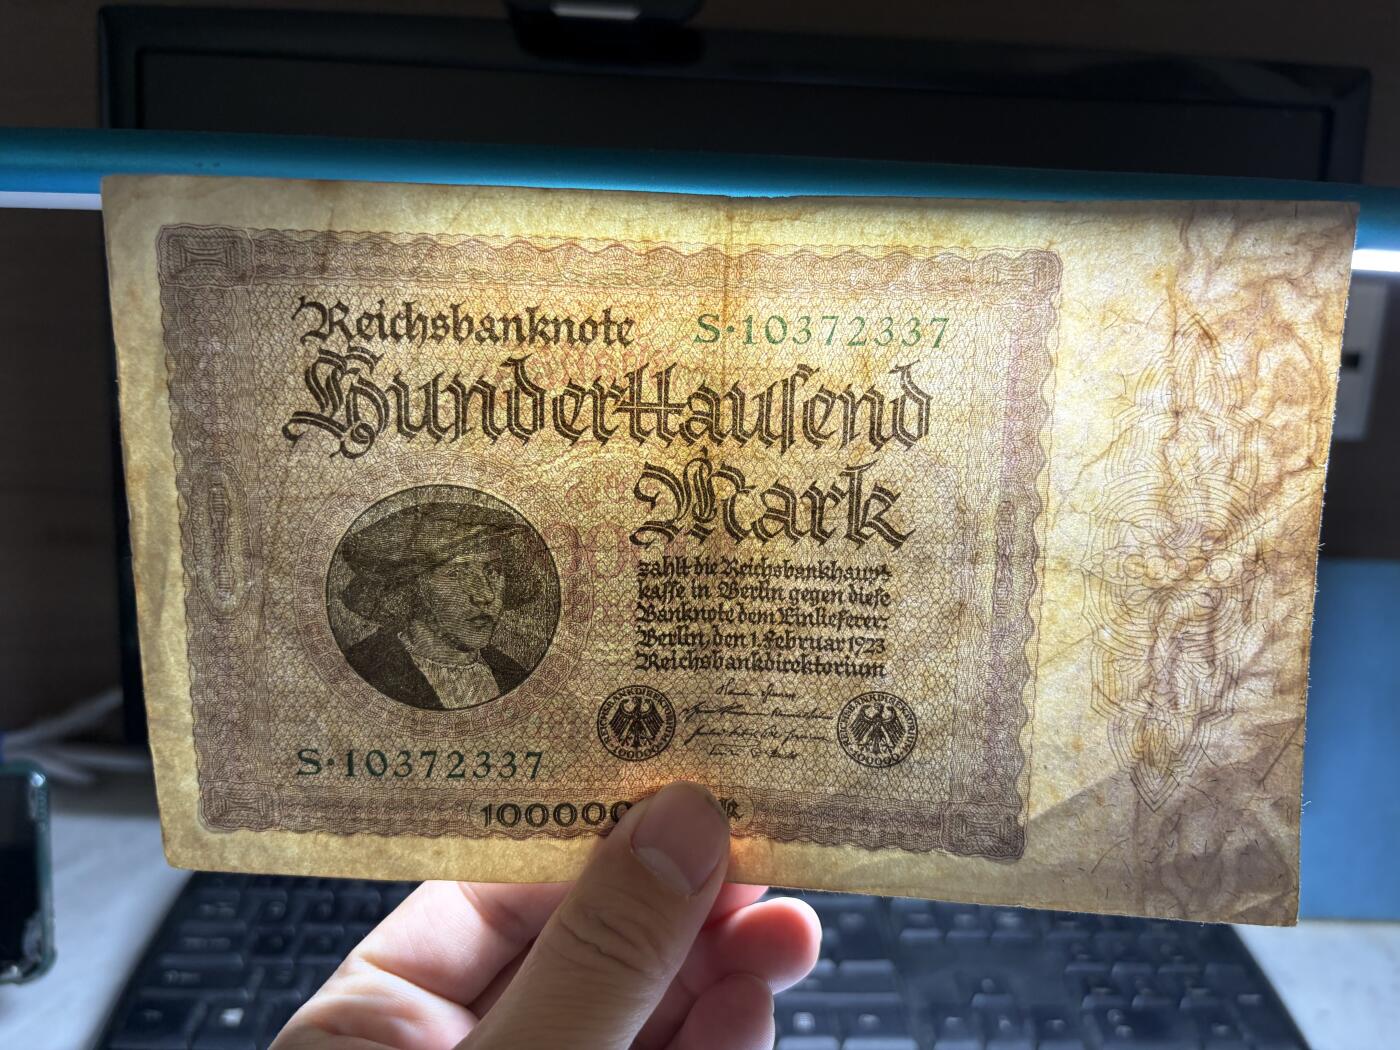 Reichsbanknote
S·10372337
Hunderttausend
Mark
zahlt die Reichsbankhaupt-
kasse in Berlin gegen diese
Banknote dem Einlieferer:
Berlin, den 1. Februar 1923
Reichsbankdirektorium
S·10372337
100000